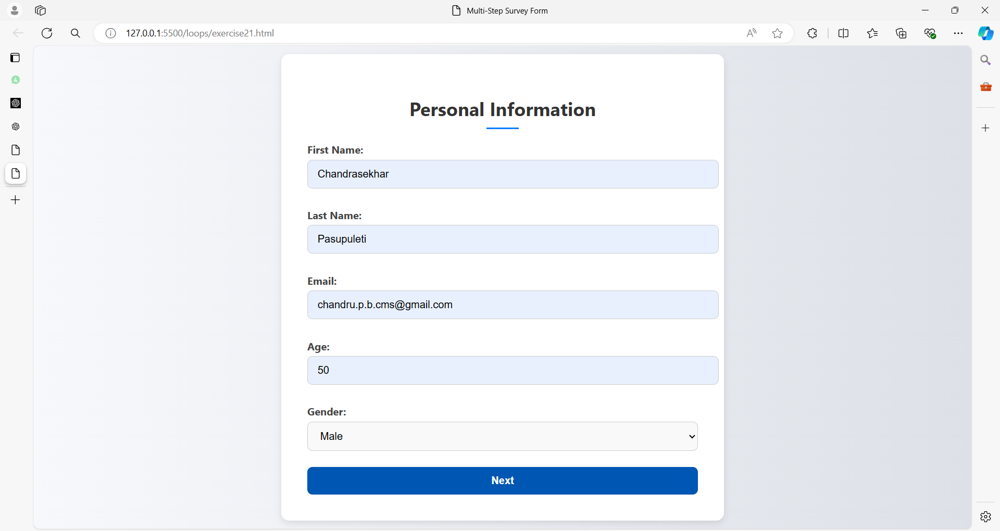 Multi-Step Survey Form
127.0.0.1:5500/loops/exercise21.html
Personal Information
First Name:
Chandrasekhar
Last Name:
Pasupuleti
Email:
chandru.p.b.cms@gmail.com
Age:
50
Gender:
Male
Next